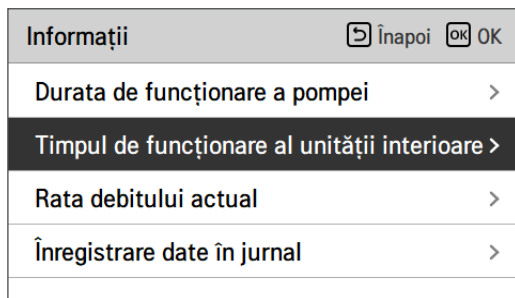 Informații Înapoi OK OK
Durata de funcționare a pompei >
Timpul de funcționare al unității interioare >
Rata debitului actual >
Înregistrare date în jurnal >